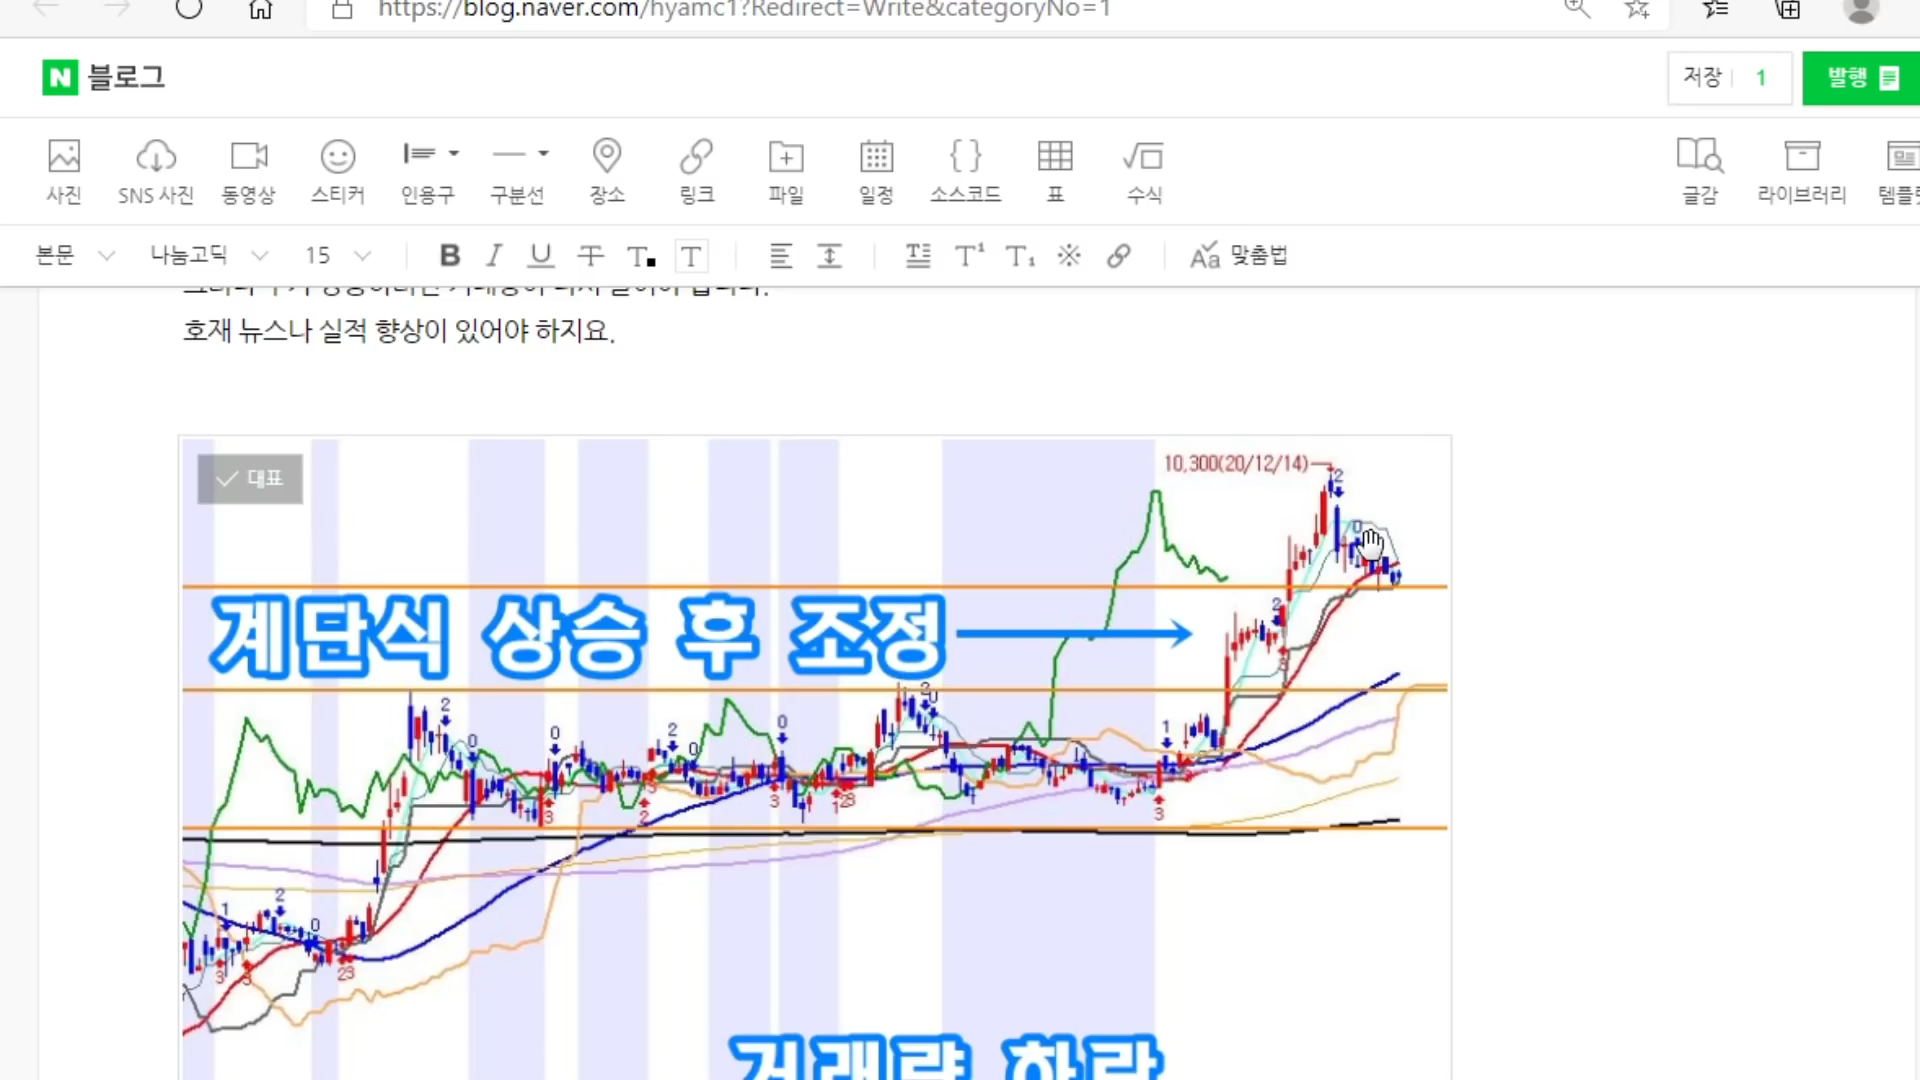 https://blog.naver.com/hyamc1?Redirect=Write&categoryNo=1
N 블로그
저장 1
발행
사진
SNS 사진
동영상
스티커
인용구
구분선
장소
링크
파일
일정
소스코드
표
수식
글감
라이브러리
본문
나눔고딕
15
맞춤법
호재 뉴스나 실적 향상이 있어야 하지요.
대표
10,300(20/12/14)
계단식 상승 후 조정
거래량 하락